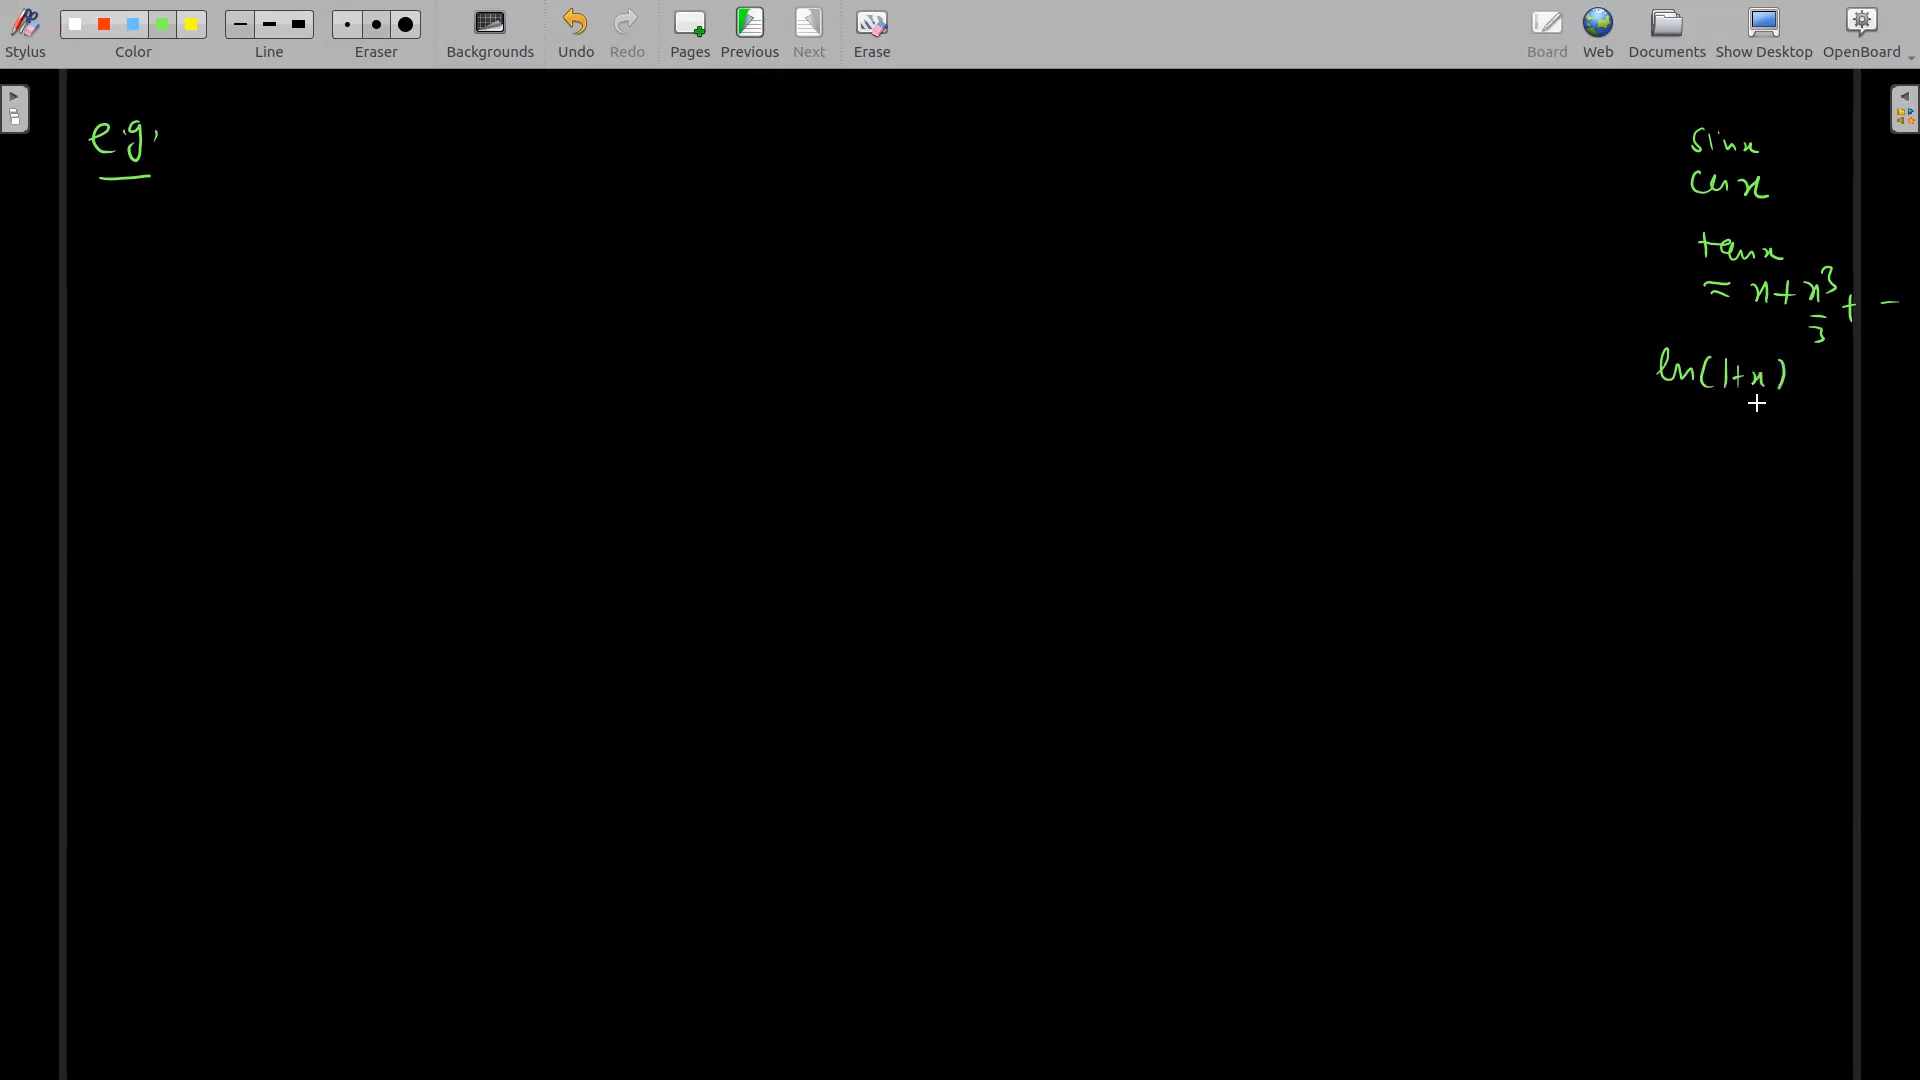 Stylus Color Line Eraser Backgrounds Undo Redo Pages Previous Next Erase Board Web Documents Show Desktop OpenBoard
e.g.
sinx
cosx
tanx
≈ x + x³/3 + -
ln(1+x)